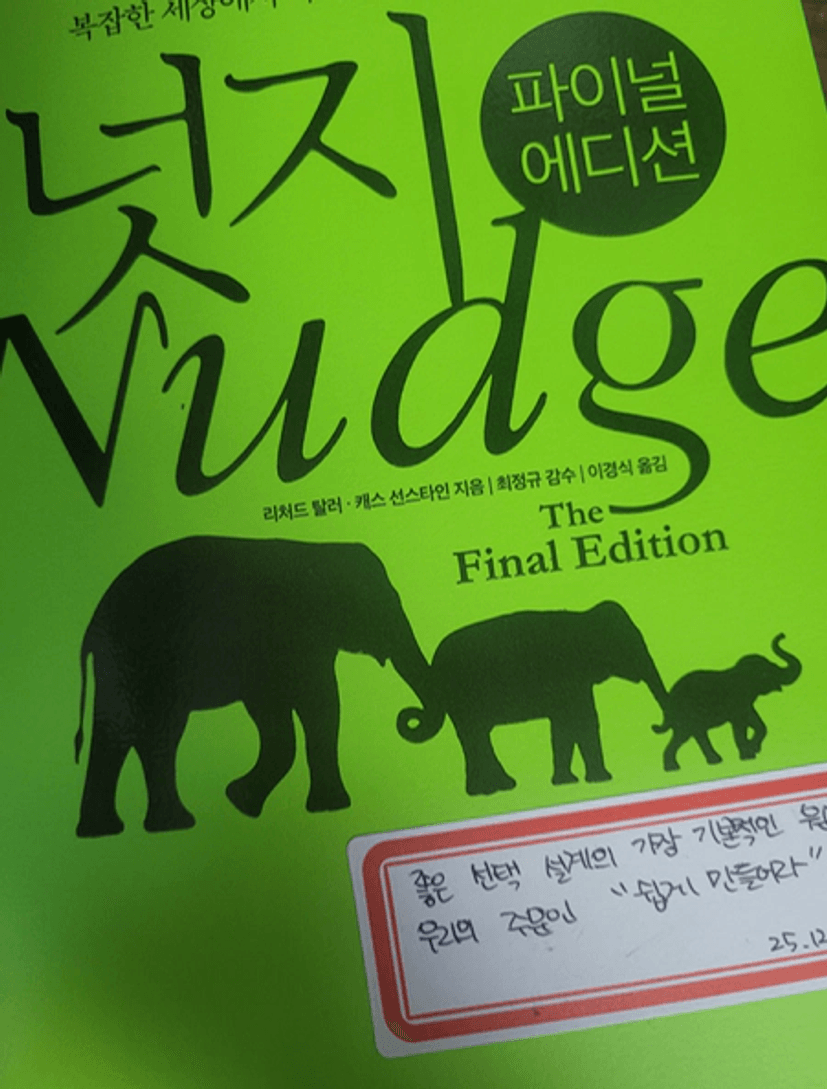 복잡한 세상에서
넛지
파이널
에디션
Nudge
리처드 탈러 · 캐스 선스타인 지음 | 최정규 감수 | 이경식 옮김
The
Final Edition
좋은 선택 설계의 가장 기본적인
우리의 주문인 "쉽게 만들어라"
25.12